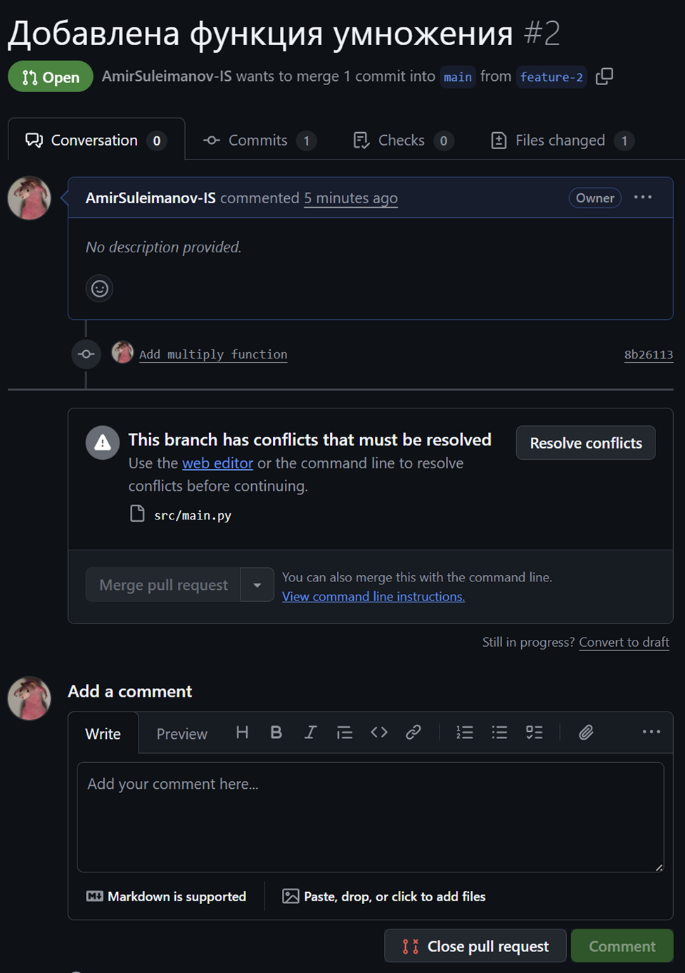 Добавлена функция умножения #2
Open AmirSuleimanov-IS wants to merge 1 commit into main from feature-2
Conversation 0 Commits 1 Checks 0 Files changed 1
AmirSuleimanov-IS commented 5 minutes ago Owner
No description provided.
Add multiply function 8b26113
This branch has conflicts that must be resolved
Resolve conflicts
Use the web editor or the command line to resolve
conflicts before continuing.
src/main.py
Merge pull request
You can also merge this with the command line.
View command line instructions.
Still in progress? Convert to draft
Add a comment
Write Preview
Add your comment here...
Markdown is supported Paste, drop, or click to add files
Close pull request Comment